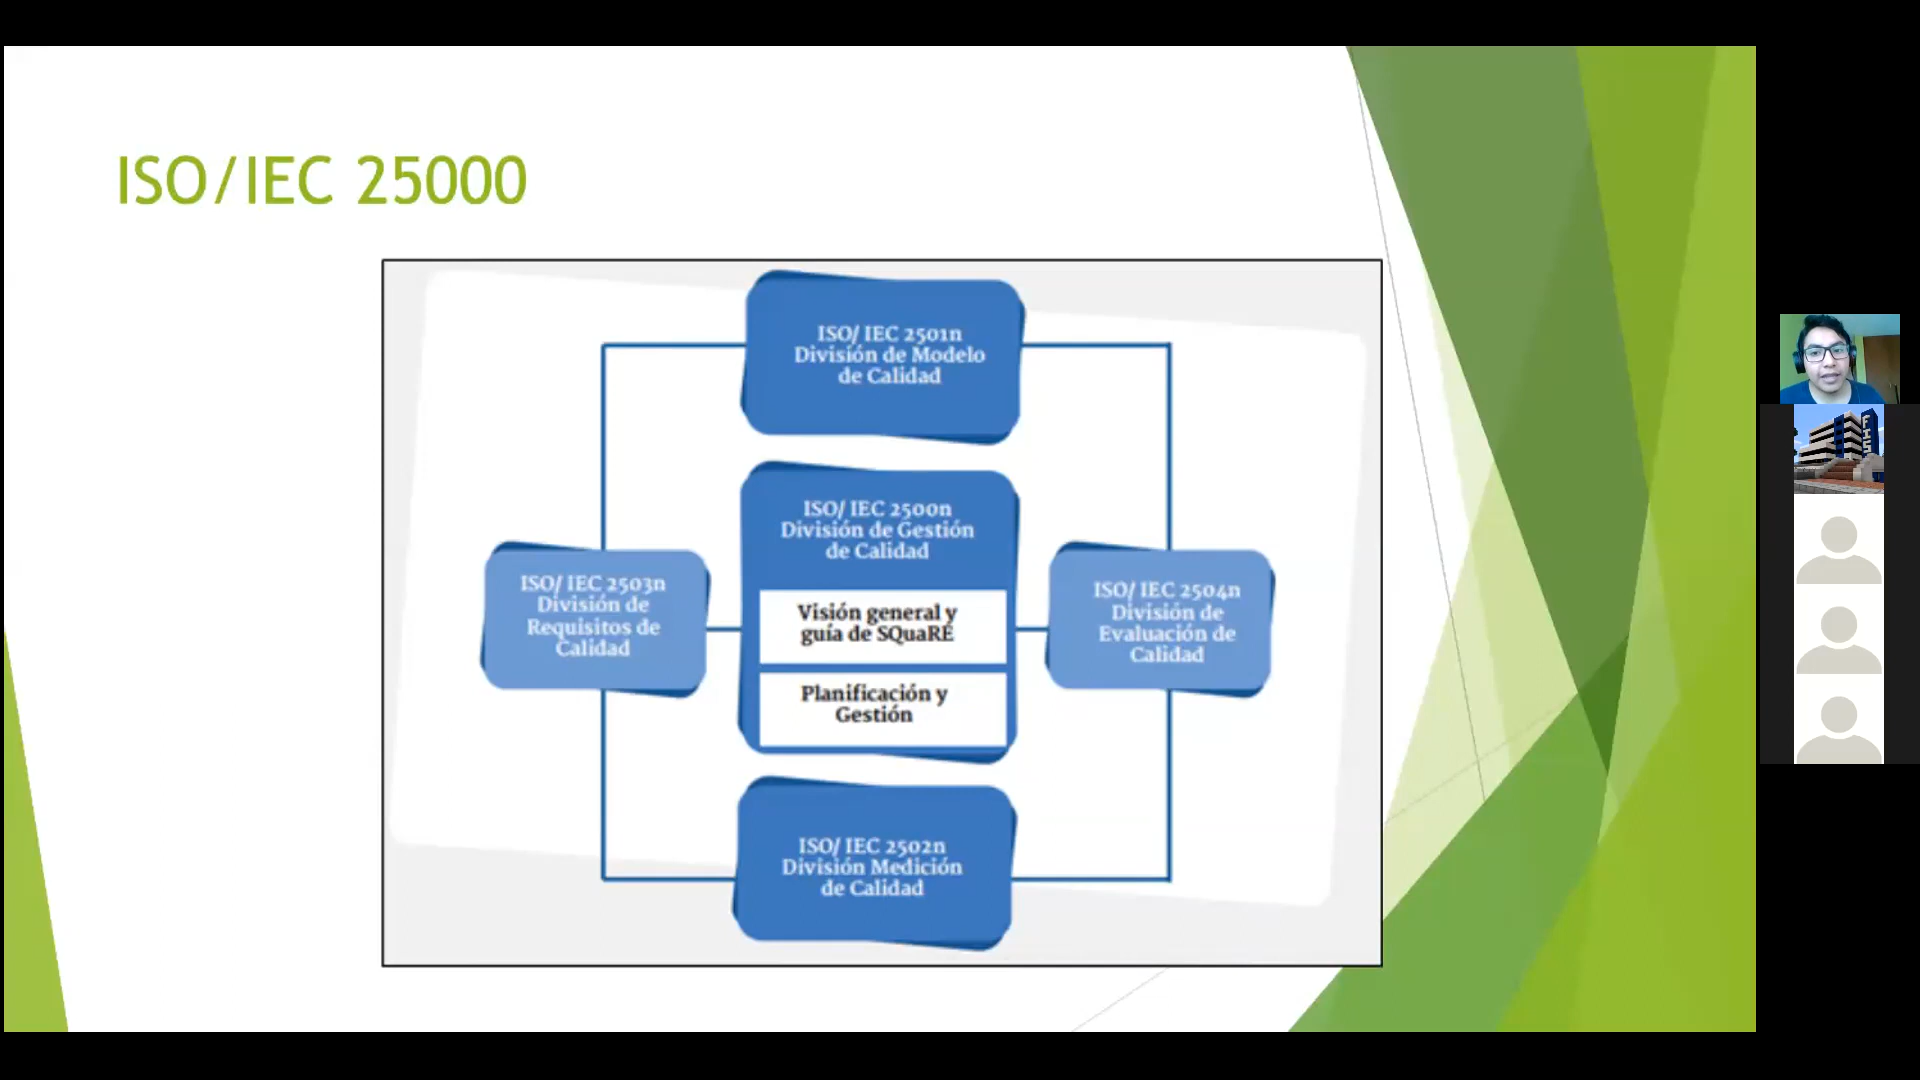 ISO/IEC 25000
ISO/ IEC 2501n
División de Modelo
de Calidad
ISO/ IEC 2500n
División de Gestión
de Calidad
Visión general y
guía de SQuaRE
Planificación y
Gestión
ISO/ IEC 2503n
División de
Requisitos de
Calidad
ISO/ IEC 2504n
División de
Evaluación de
Calidad
ISO/ IEC 2502n
División Medición
de Calidad